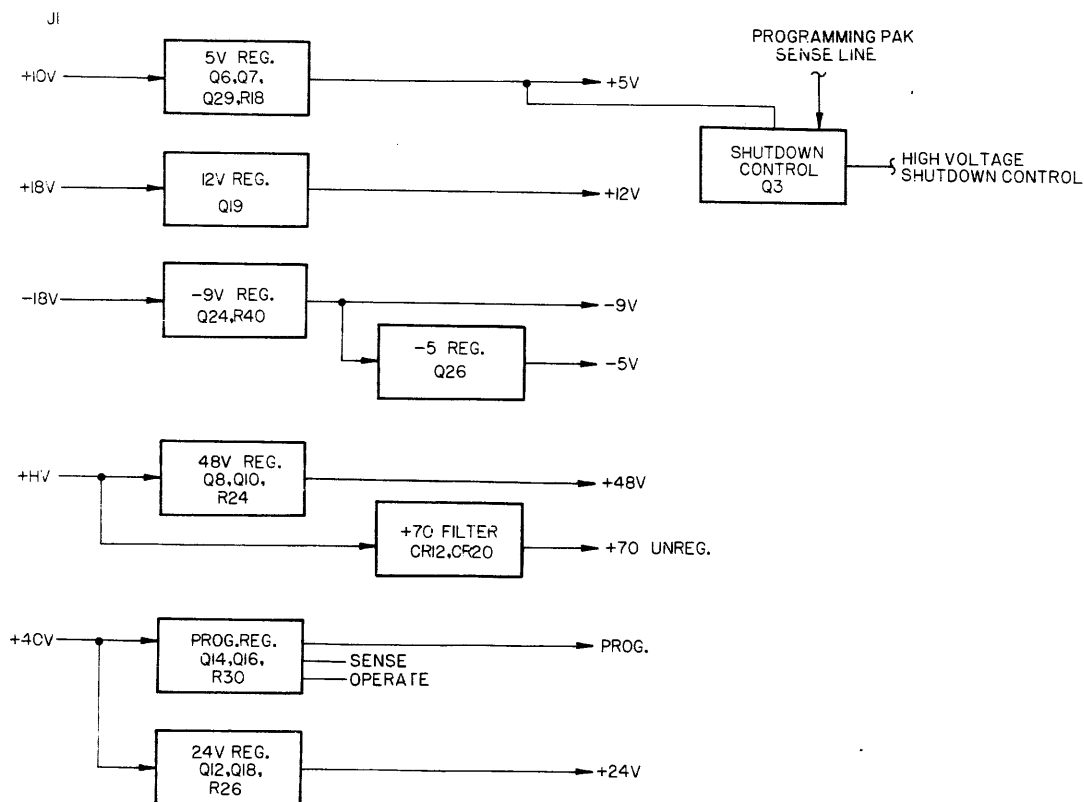 J1
PROGRAMMING PAK
SENSE LINE
+10V
5V REG.
Q6,Q7,
Q29,R18
+5V
SHUTDOWN
CONTROL
Q3
HIGH VOLTAGE
SHUTDOWN CONTROL
+18V
12V REG.
Q19
+12V
-18V
-9V REG.
Q24,R40
-9V
-5 REG.
Q26
-5V
+HV
48V REG.
Q8,Q10,
R24
+48V
+70 FILTER
CR12,CR20
+70 UNREG.
+40V
PROG.REG.
Q14,Q16,
R30
PROG.
SENSE
OPERATE
24V REG.
Q12,Q18,
R26
+24V